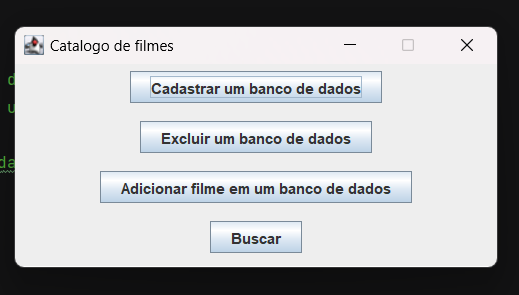 Catalogo de filmes
Cadastrar um banco de dados
Excluir um banco de dados
Adicionar filme em um banco de dados
Buscar
d
u
da